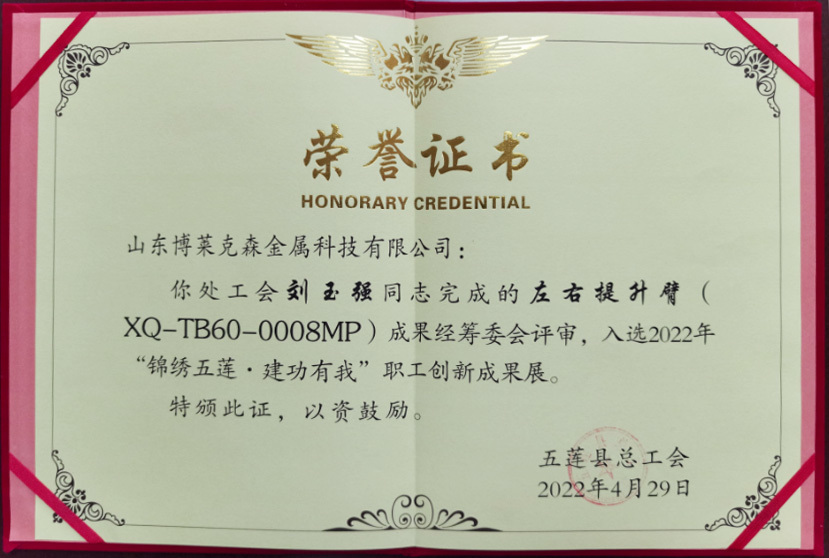 荣誉证书
HONORARY CREDENTIAL
山东博莱克森金属科技有限公司：
你处工会刘玉强同志完成的左右提升臂（
XQ-TB60-0008MP）成果经筹委会评审，入选2022年
“锦绣五莲·建功有我”职工创新成果展。
特颁此证，以资鼓励。
五莲县总工会
2022年4月29日